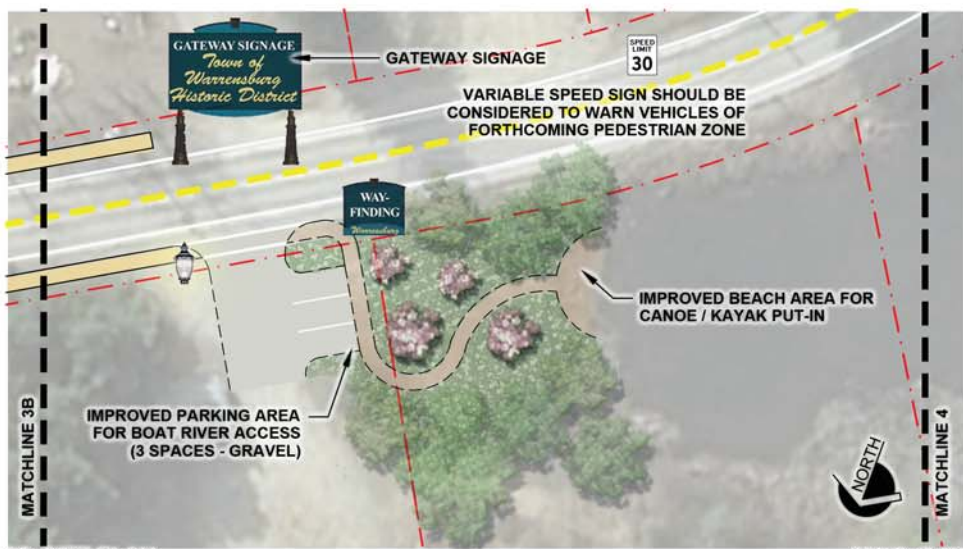 GATEWAY SIGNAGE
Town of
Warrensburg
Historic District
GATEWAY SIGNAGE
SPEED
LIMIT
30
VARIABLE SPEED SIGN SHOULD BE
CONSIDERED TO WARN VEHICLES OF
FORTHCOMING PEDESTRIAN ZONE
WAY-
FINDING
Warrensburg
IMPROVED BEACH AREA FOR
CANOE / KAYAK PUT-IN
IMPROVED PARKING AREA
FOR BOAT RIVER ACCESS
(3 SPACES - GRAVEL)
MATCHLINE 3B
NORTH
MATCHLINE 4